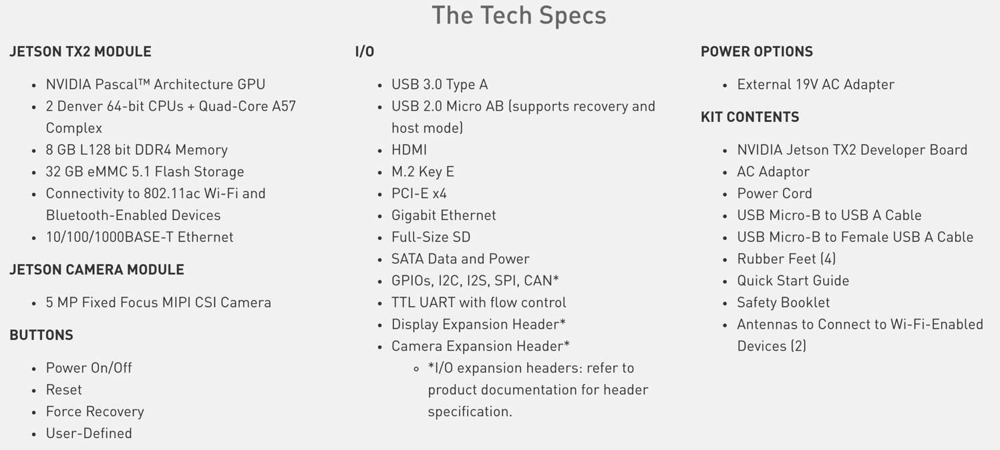 The Tech Specs
JETSON TX2 MODULE
• NVIDIA Pascal™ Architecture GPU
• 2 Denver 64-bit CPUs + Quad-Core A57
Complex
• 8 GB L128 bit DDR4 Memory
• 32 GB eMMC 5.1 Flash Storage
• Connectivity to 802.11ac Wi-Fi and
Bluetooth-Enabled Devices
• 10/100/1000BASE-T Ethernet
JETSON CAMERA MODULE
• 5 MP Fixed Focus MIPI CSI Camera
BUTTONS
• Power On/Off
• Reset
• Force Recovery
• User-Defined
I/O
• USB 3.0 Type A
• USB 2.0 Micro AB (supports recovery and
host mode)
• HDMI
• M.2 Key E
• PCI-E x4
• Gigabit Ethernet
• Full-Size SD
• SATA Data and Power
• GPIOs, I2C, I2S, SPI, CAN*
• TTL UART with flow control
• Display Expansion Header*
• Camera Expansion Header*
◦ *I/O expansion headers: refer to
product documentation for header
specification.
POWER OPTIONS
• External 19V AC Adapter
KIT CONTENTS
• NVIDIA Jetson TX2 Developer Board
• AC Adaptor
• Power Cord
• USB Micro-B to USB A Cable
• USB Micro-B to Female USB A Cable
• Rubber Feet (4)
• Quick Start Guide
• Safety Booklet
• Antennas to Connect to Wi-Fi-Enabled
Devices (2)